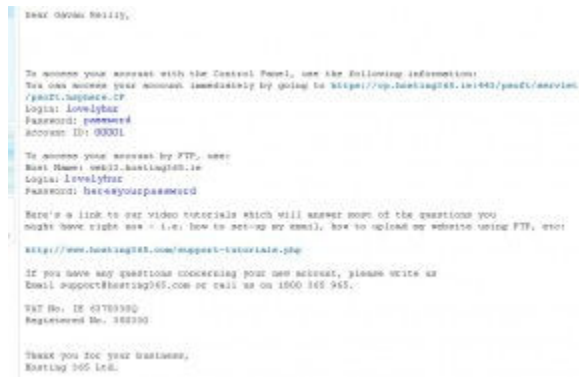 Dear Gavan Reilly,
To access your account with the Control Panel, use the following information:
You can access your account immediately by going to https://cp.hosting365.ie:443/psoft/servlet
/psoft.hsphere.CP
Login: lovelyhur
Password: password
Account ID: 00001
To access your account by FTP, use:
Host Name: web12.hosting365.ie
Login: lovelyhur
Password: heresyourpassword
Here's a link to our video tutorials which will answer most of the questions you
might have right now - i.e. how to set-up my email, how to upload my website using FTP, etc:
http://www.hosting365.com/support-tutorials.php
If you have any questions concerning your new account, please write us
Email support@hosting365.com or call us on 1800 365 965.
VAT No. IE
Registered No.
Thank you for your business,
Hosting 365 Ltd.